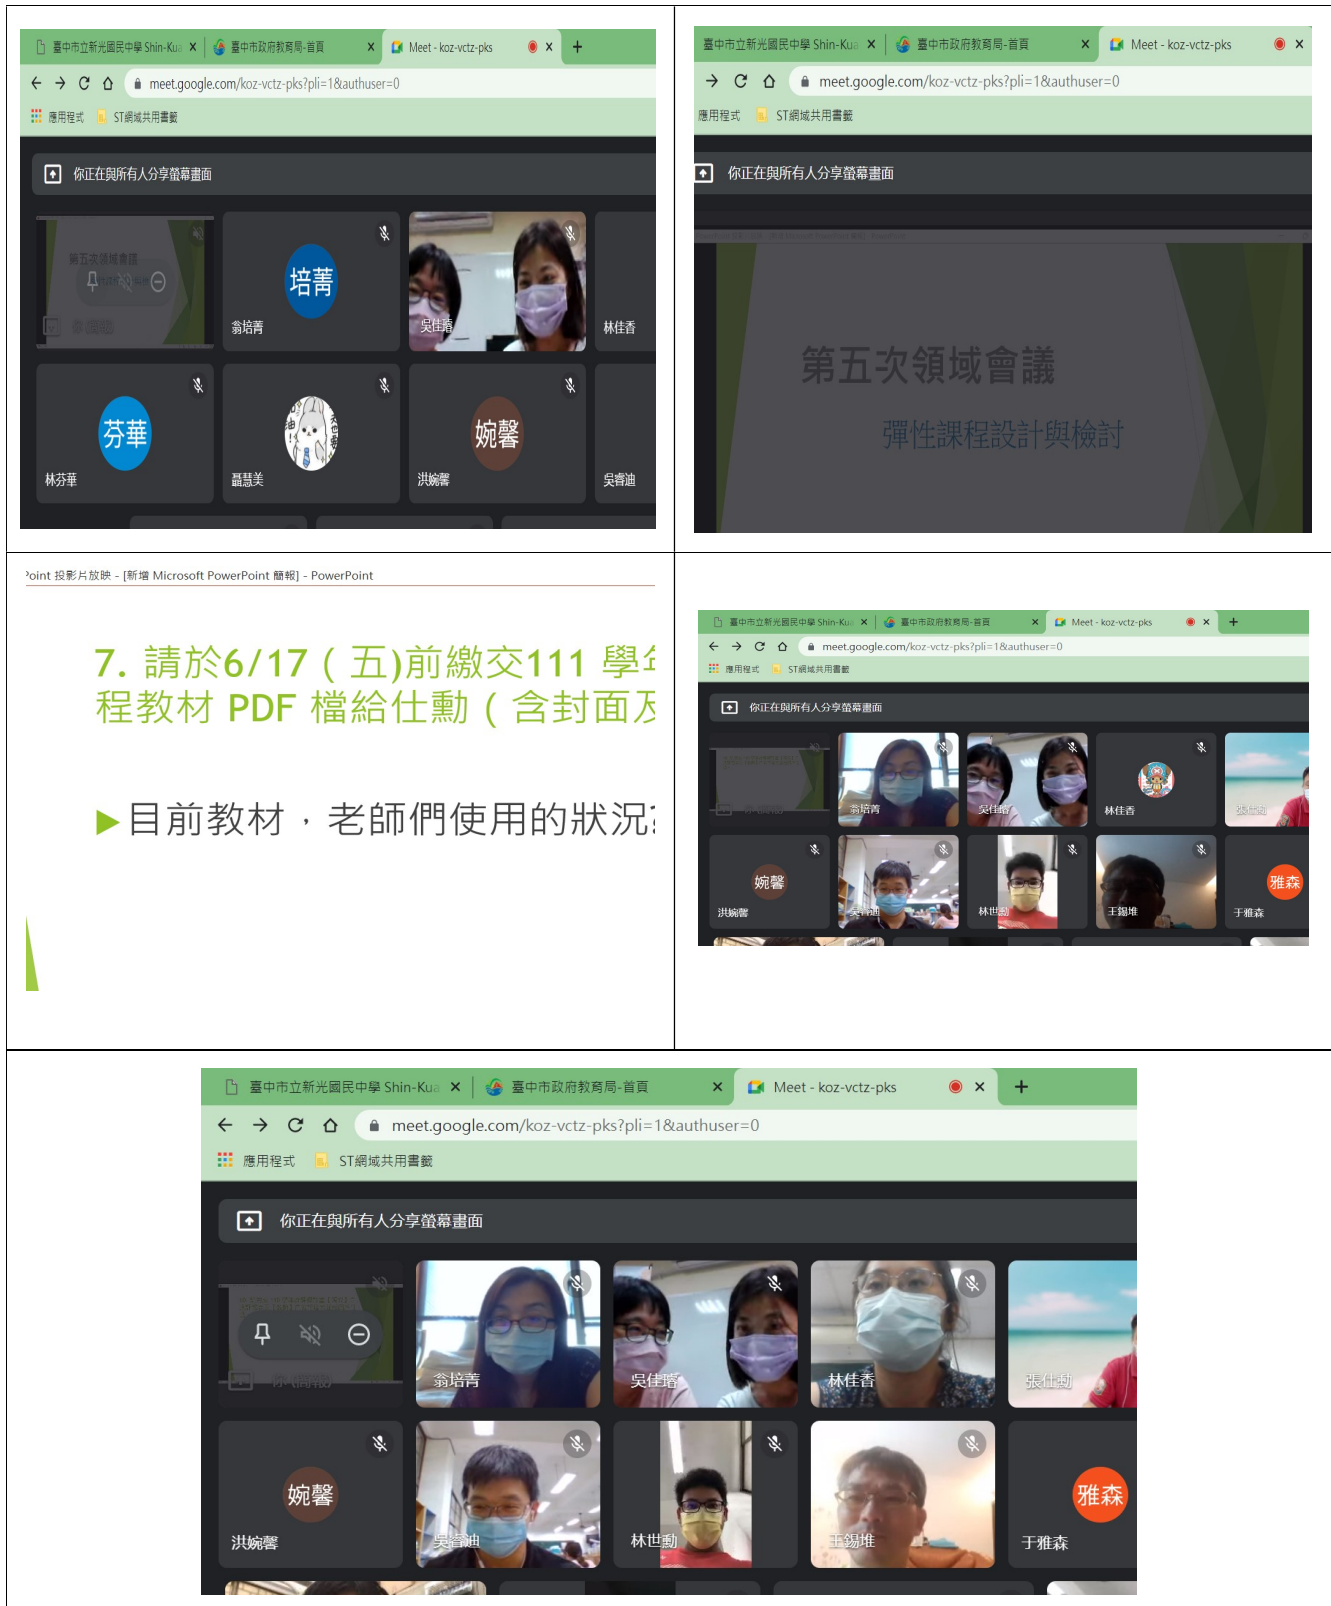 臺中市立新光國民中學 Shin-Kua
臺中市政府教育局-首頁
Meet - koz-vctz-pks
meet.google.com/koz-vctz-pks?pli=1&authuser=0
應用程式
ST網域共用書籤
你正在與所有人分享螢幕畫面
第五次領域會議
培菁
翁培菁
吳佳璿
林佳香
芬華
林芬華
聶慧美
婉馨
洪婉馨
吳睿迪
臺中市立新光國民中學 Shin-Kua
臺中市政府教育局-首頁
Meet - koz-vctz-pks
meet.google.com/koz-vctz-pks?pli=1&authuser=0
應用程式
ST網域共用書籤
你正在與所有人分享螢幕畫面
第五次領域會議
彈性課程設計與檢討
Point 投影片放映 - [新增 Microsoft PowerPoint 簡報] - PowerPoint
7. 請於6/17（五)前繳交111 學年
程教材 PDF 檔給仕勳（含封面及
目前教材，老師們使用的狀況?
臺中市立新光國民中學 Shin-Kua
臺中市政府教育局-首頁
Meet - koz-vctz-pks
meet.google.com/koz-vctz-pks?pli=1&authuser=0
應用程式
ST網域共用書籤
你正在與所有人分享螢幕畫面
翁培菁
吳佳璿
林佳香
張仕勳
婉馨
洪婉馨
吳睿迪
林世勳
王錫堆
雅森
于雅森
臺中市立新光國民中學 Shin-Kua
臺中市政府教育局-首頁
Meet - koz-vctz-pks
meet.google.com/koz-vctz-pks?pli=1&authuser=0
應用程式
ST網域共用書籤
你正在與所有人分享螢幕畫面
翁培菁
吳佳璿
林佳香
張仕勳
婉馨
洪婉馨
吳睿迪
林世勳
王錫堆
雅森
于雅森